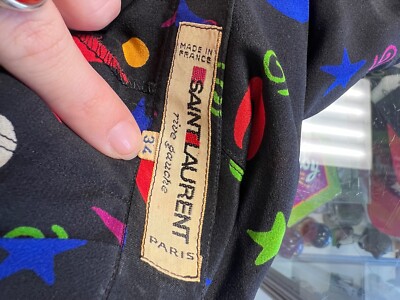 MADE IN
FRANCE
SAINT LAURENT
rive gauche
PARIS
34